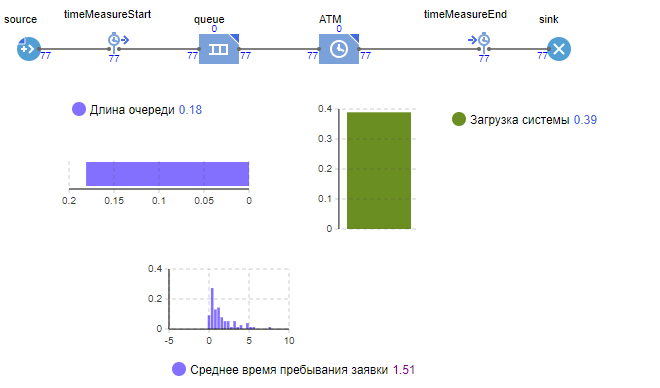 source timeMeasureStart queue ATM timeMeasureEnd sink
0 0
77 77 77 77 77 77 77 77 77
Длина очереди 0.18
0.2 0.15 0.1 0.05 0
0.4
0.3
0.2
0.1
0
Загрузка системы 0.39
0.4
0.2
0
-5 0 5 10
Среднее время пребывания заявки 1.51